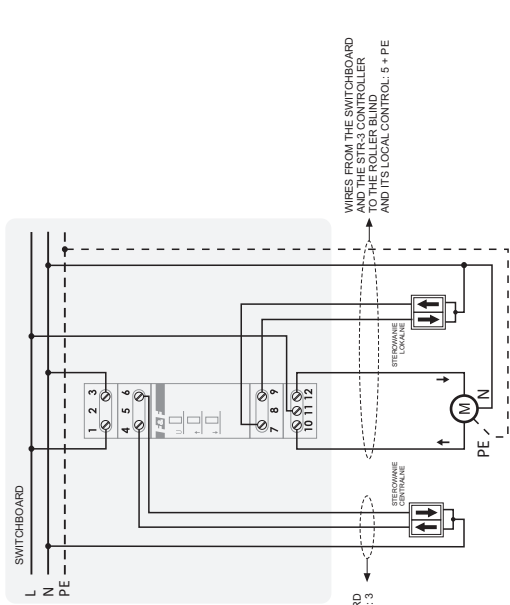 SWITCHBOARD
L
N
PE
1 2 3
4 5 6
7 8 9
10 11 12
F&F
U
STEROWANIE
LOKALNE
STEROWANIE
CENTRALNE
M
N
PE
WIRES FROM THE SWITCHBOARD
AND THE STR-3 CONTROLLER
TO THE ROLLER BLIND
AND ITS LOCAL CONTROL: 5 + PE
RD
: 3